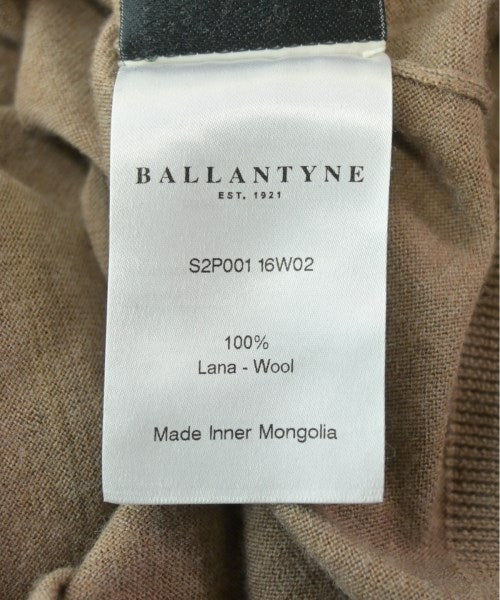 BALLANTYNE
EST. 1921
S2P001 16W02
100%
Lana - Wool
Made Inner Mongolia